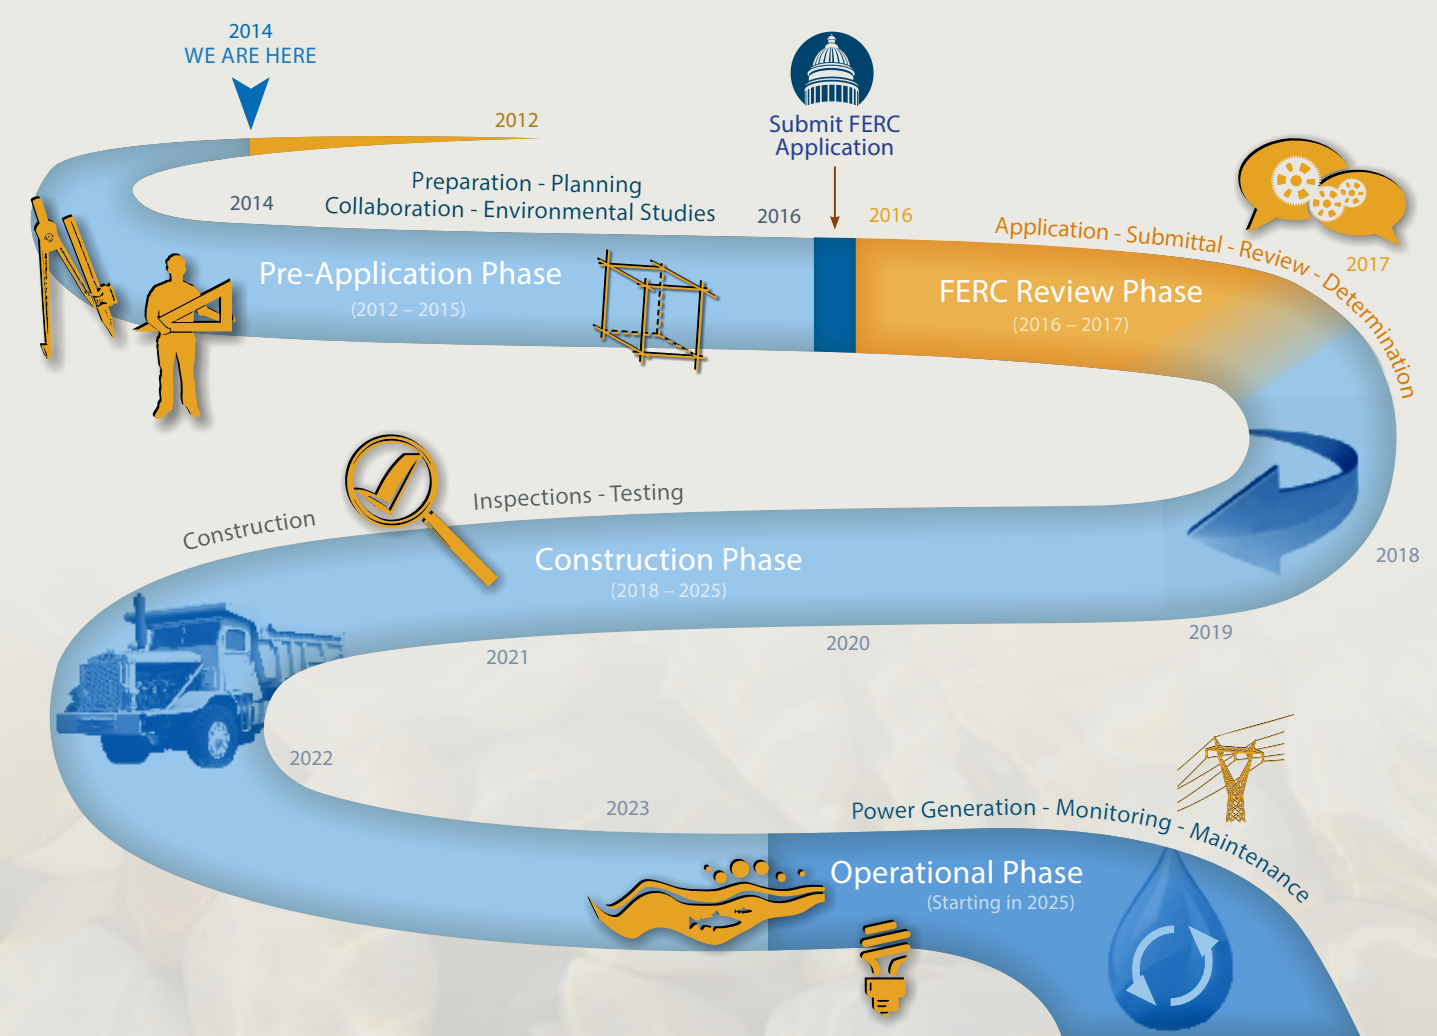 2014
WE ARE HERE
2012
Submit FERC
Application
Preparation - Planning
Collaboration - Environmental Studies
2014
2016
2016
Application - Submittal - Review - Determination
2017
Pre-Application Phase
(2012 – 2015)
FERC Review Phase
(2016 – 2017)
Construction
Inspections - Testing
Construction Phase
(2018 – 2025)
2018
2019
2020
2021
2022
2023
Power Generation - Monitoring - Maintenance
Operational Phase
(Starting in 2025)